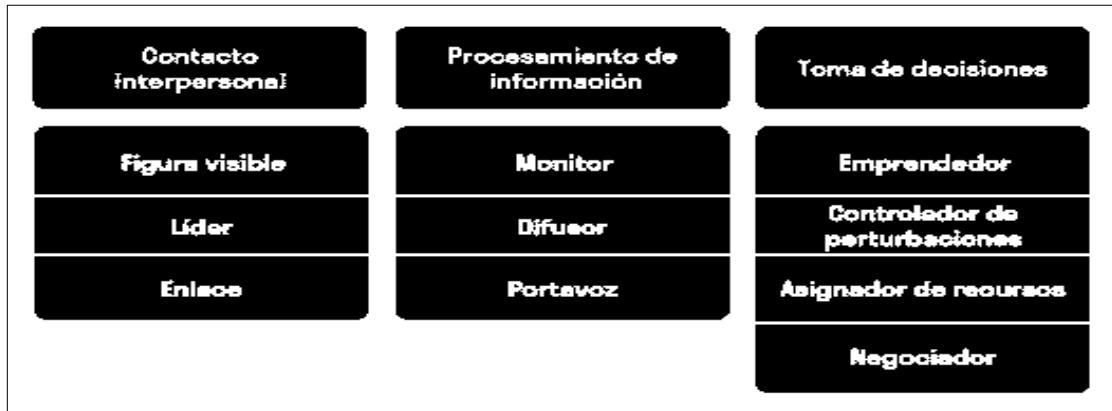 Contacto
Interpersonal
Procesamiento de
información
Toma de decisiones
Figura visible
Líder
Enlace
Monitor
Difusor
Portavoz
Emprendedor
Controlador de
perturbaciones
Asignador de recursos
Negociador